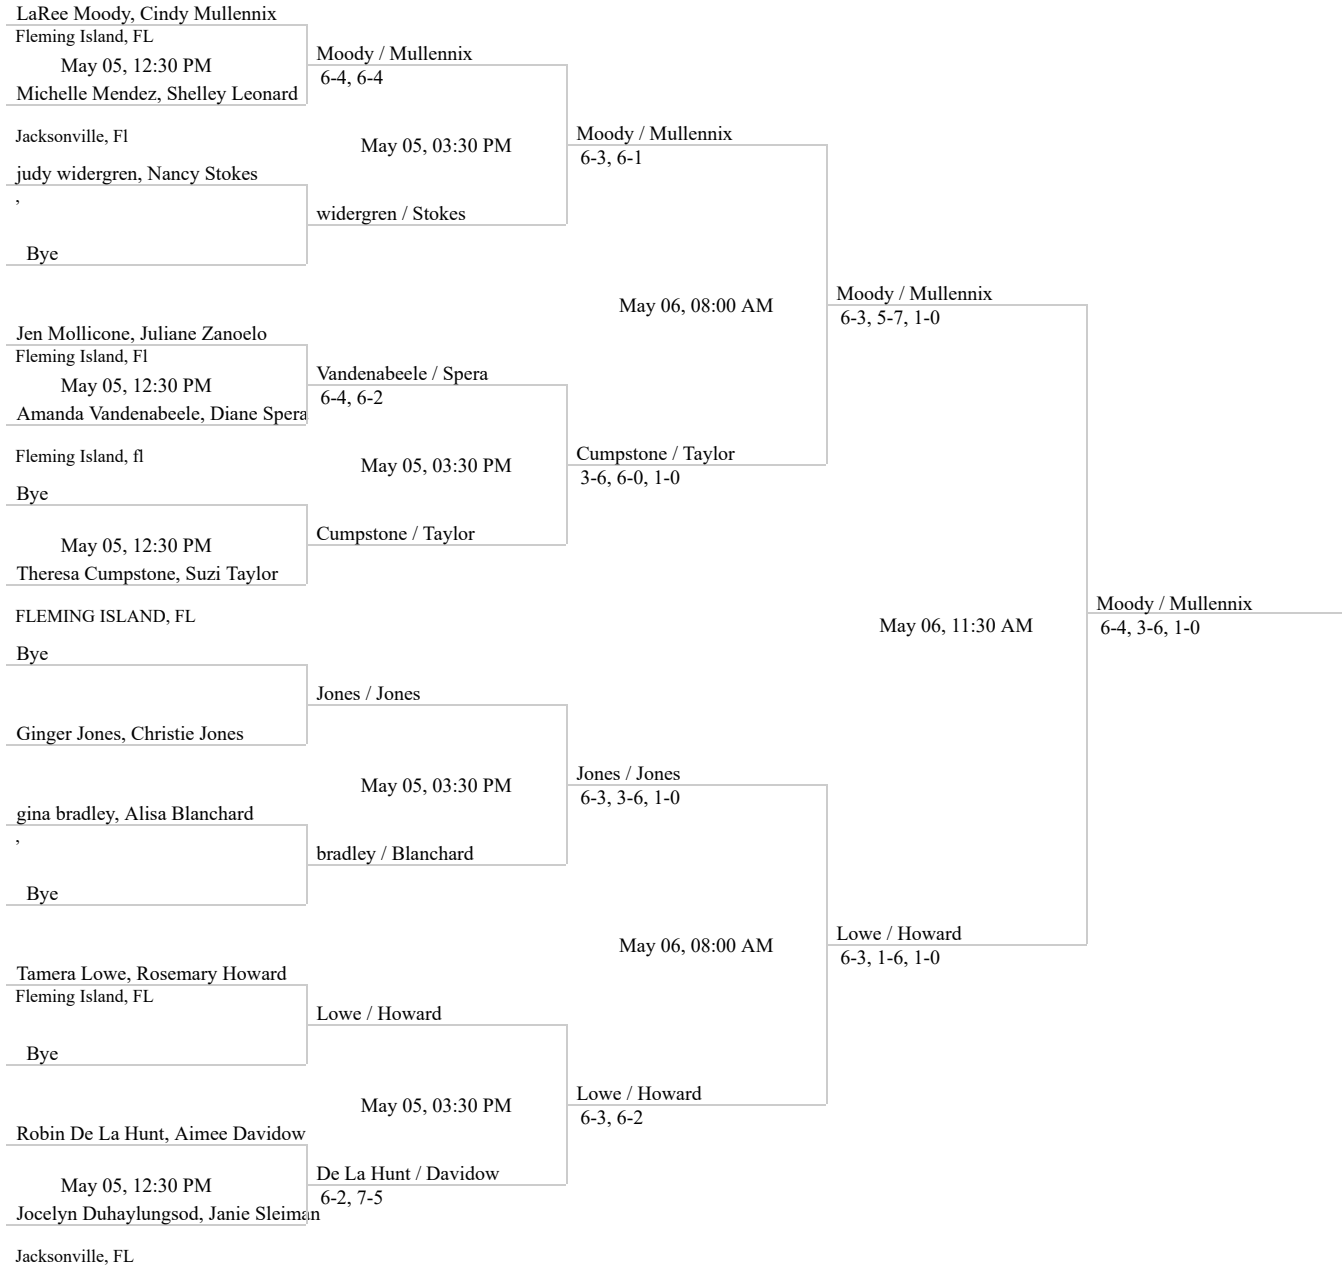 LaRee Moody, Cindy Mullennix
Fleming Island, FL
May 05, 12:30 PM
Michelle Mendez, Shelley Leonard
Jacksonville, Fl
judy widergren, Nancy Stokes
,
Bye
Jen Mollicone, Juliane Zanoelo
Fleming Island, Fl
May 05, 12:30 PM
Amanda Vandenabeele, Diane Spera
Fleming Island, fl
Bye
May 05, 12:30 PM
Theresa Cumpstone, Suzi Taylor
FLEMING ISLAND, FL
Bye
Ginger Jones, Christie Jones
gina bradley, Alisa Blanchard
,
Bye
Tamera Lowe, Rosemary Howard
Fleming Island, FL
Bye
Robin De La Hunt, Aimee Davidow
May 05, 12:30 PM
Jocelyn Duhaylungsod, Janie Sleiman
Jacksonville, FL
Moody / Mullennix
6-4, 6-4
May 05, 03:30 PM
widergren / Stokes
Vandenabeele / Spera
6-4, 6-2
May 05, 03:30 PM
Cumpstone / Taylor
Jones / Jones
May 05, 03:30 PM
bradley / Blanchard
Lowe / Howard
May 05, 03:30 PM
De La Hunt / Davidow
6-2, 7-5
Moody / Mullennix
6-3, 6-1
May 06, 08:00 AM
Cumpstone / Taylor
3-6, 6-0, 1-0
Jones / Jones
6-3, 3-6, 1-0
May 06, 08:00 AM
Lowe / Howard
6-3, 6-2
Moody / Mullennix
6-3, 5-7, 1-0
May 06, 11:30 AM
Lowe / Howard
6-3, 1-6, 1-0
Moody / Mullennix
6-4, 3-6, 1-0